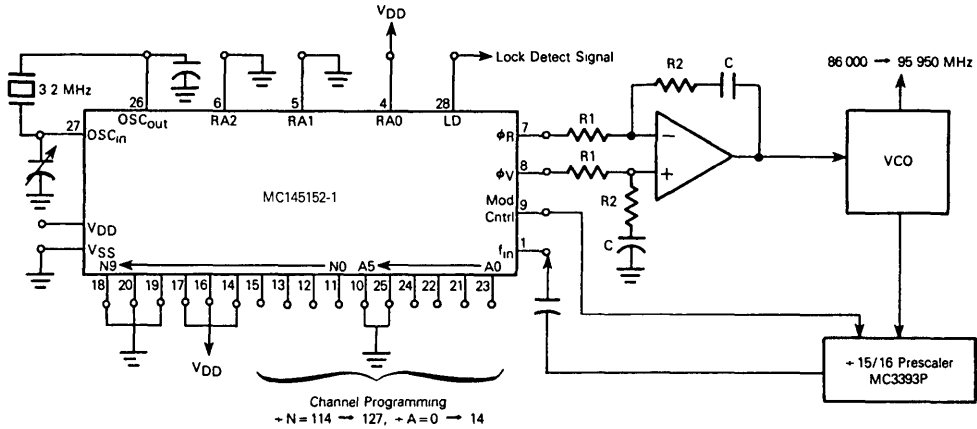 VDD
Lock Detect Signal
86 000 → 95 950 MHz
3 2 MHz
26
OSCout
6
RA2
5
RA1
4
RA0
28
LD
R2
C
27
OSCin
ϕR
7
R1
−
VCO
MC145152-1
ϕV
8
R1
+
Mod
Cntrl
9
R2
VDD
VSS
fin
1
C
N9
N0
A5
A0
18
20
19
17
16
14
15
13
12
11
10
25
24
22
21
23
VDD
÷ 15/16 Prescaler
MC3393P
Channel Programming
÷ N = 114 → 127, ÷ A = 0 → 14